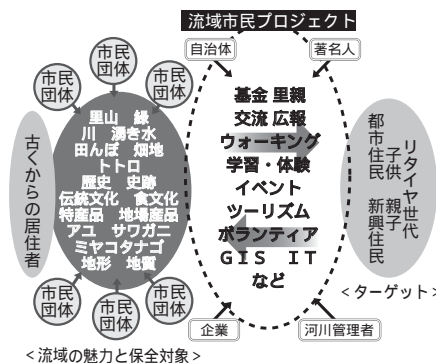 流域市民プロジェクト
自治体
著名人
市民
団体
市民
団体
市民
団体
里山 緑
川 湧き水
田んぼ 畑地
トトロ
歴史 史跡
伝統文化 食文化
特産品 地場産品
アユ サワガニ
ミヤコタナゴ
地形 地質
古くからの居住者
基金 里親
交流 広報
ウォーキング
学習・体験
イベント
ツーリズム
ボランティア
GIS IT
など
リタイヤ世代
子供 親子
都市住民 新興住民
<ターゲット>
市民
団体
市民
団体
市民
団体
企業
河川管理者
<流域の魅力と保全対象>